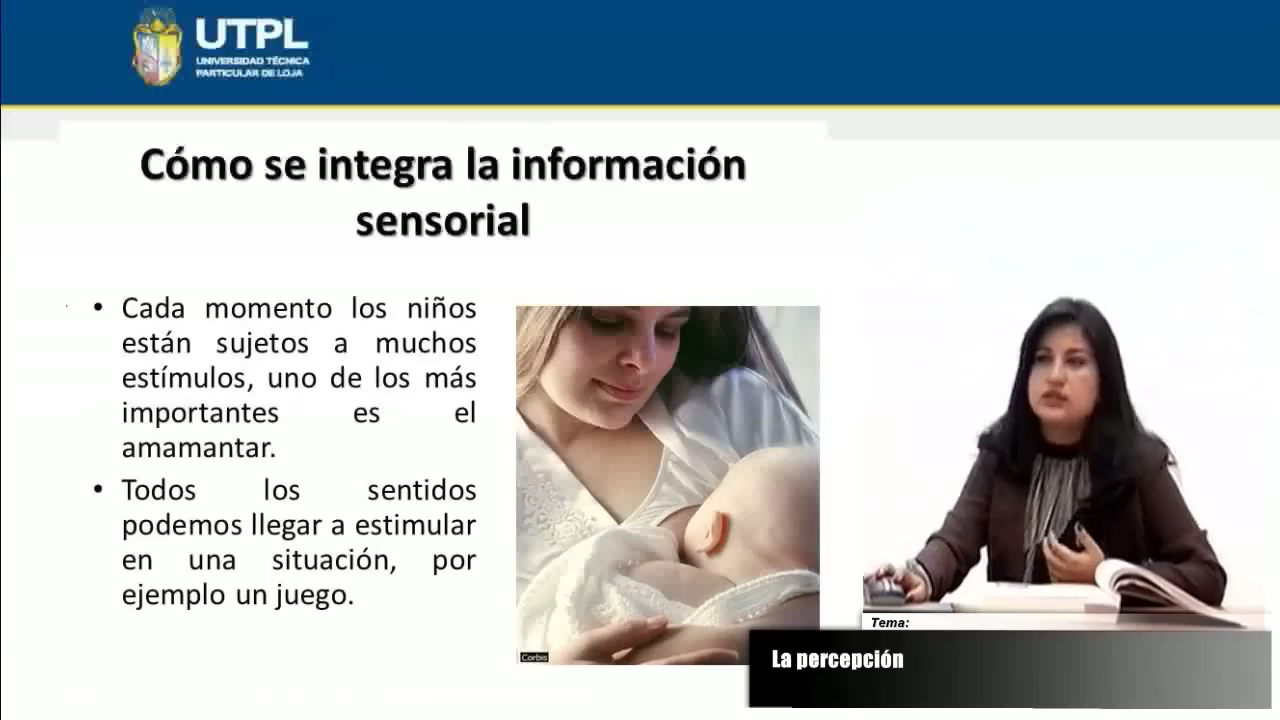 UTPL
UNIVERSIDAD TÉCNICA
PARTICULAR DE LOJA
Cómo se integra la información
sensorial
• Cada momento los niños
están sujetos a muchos
estímulos, uno de los más
importantes es el
amamantar.
• Todos los sentidos
podemos llegar a estimular
en una situación, por
ejemplo un juego.
Corbis
Tema:
La percepción